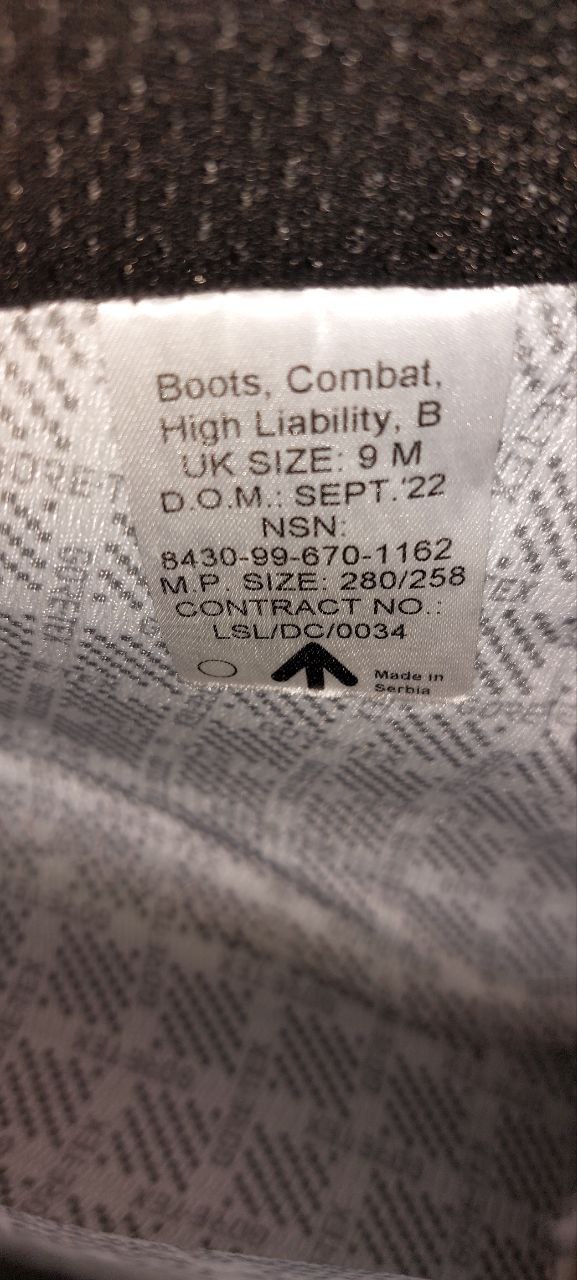 Boots, Combat,
High Liability, B
UK SIZE: 9 M
D.O.M.: SEPT.'22
NSN:
8430-99-670-1162
M.P. SIZE: 280/258
CONTRACT NO.:
LSL/DC/0034
Made in
Serbia